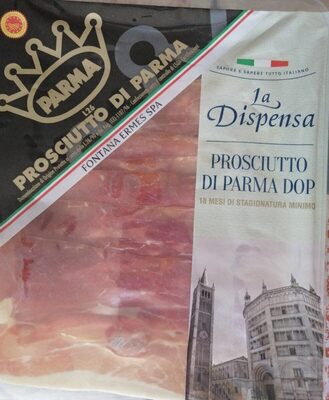 PARMA
L26
PROSCIUTTO DI PARMA
FONTANA ERMES SPA
SAPORE E SAPERE TUTTO ITALIANO
la
Dispensa
PROSCIUTTO
DI PARMA DOP
18 MESI DI STAGIONATURA MINIMO